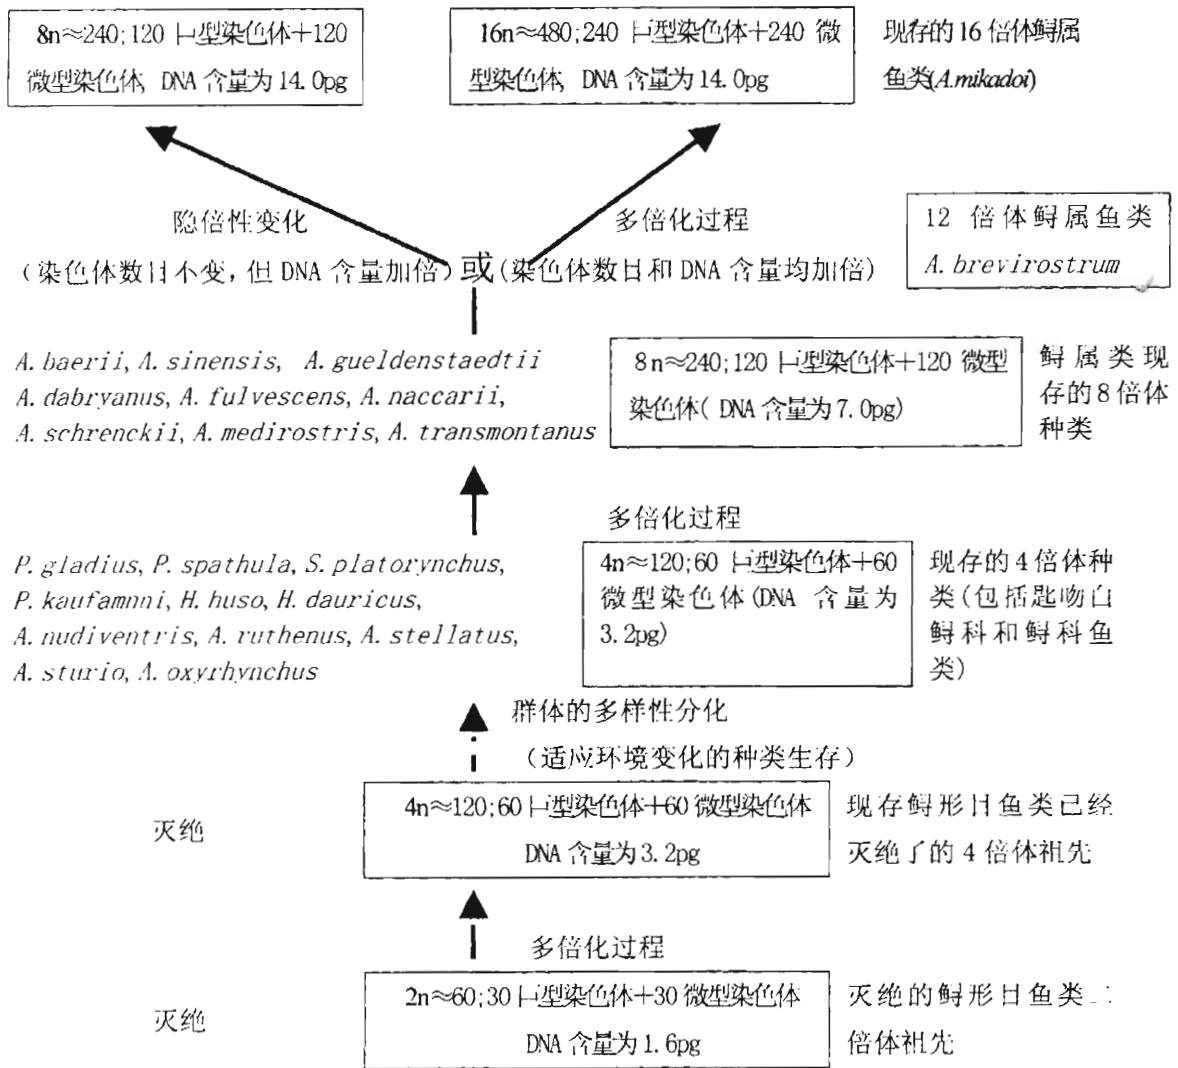 8n≈240;120 巨型染色体+120
微型染色体, DNA 含量为 14.0pg
16n≈480;240 巨型染色体+240 微
型染色体, DNA 含量为 14.0pg
现存的 16 倍体鲟属
鱼类(A.mikadoi)
隐倍性变化
多倍化过程
（染色体数目不变，但 DNA 含量加倍）或(染色体数目和 DNA 含量均加倍)
12 倍体鲟属鱼类
A. brevirostrum
A. baerii, A. sinensis, A. gueldenstaedtii
A. dabryanus, A. fulvescens, A. naccarii,
A. schrenckii, A. medirostris, A. transmontanus
8n≈240;120 巨型染色体+120 微型
染色体( DNA 含量为 7.0pg)
鲟属类现
存的 8 倍体
种类
多倍化过程
P. gladius, P. spathula, S. platorynchus,
P. kaufamnni, H. huso, H. dauricus,
A. nudiventris, A. ruthenus, A. stellatus,
A. sturio, A. oxyrhynchus
4n≈120;60 巨型染色体+60
微型染色体(DNA 含量为
3.2pg)
现存的 4 倍体种
类(包括匙吻白
鲟科和鲟科鱼
类)
群体的多样性分化
（适应环境变化的种类生存）
灭绝
4n≈120;60 巨型染色体+60 微型染色体
DNA 含量为 3.2pg
现存鲟形目鱼类已经
灭绝了的 4 倍体祖先
多倍化过程
灭绝
2n≈60;30 巨型染色体+30 微型染色体
DNA 含量为 1.6pg
灭绝的鲟形目鱼类二
倍体祖先